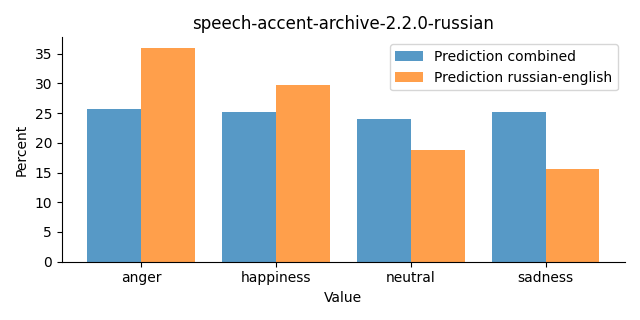 speech-accent-archive-2.2.0-russian
Prediction combined
Prediction russian-english
Percent
35
30
25
20
15
10
5
0
anger happiness neutral sadness
Value